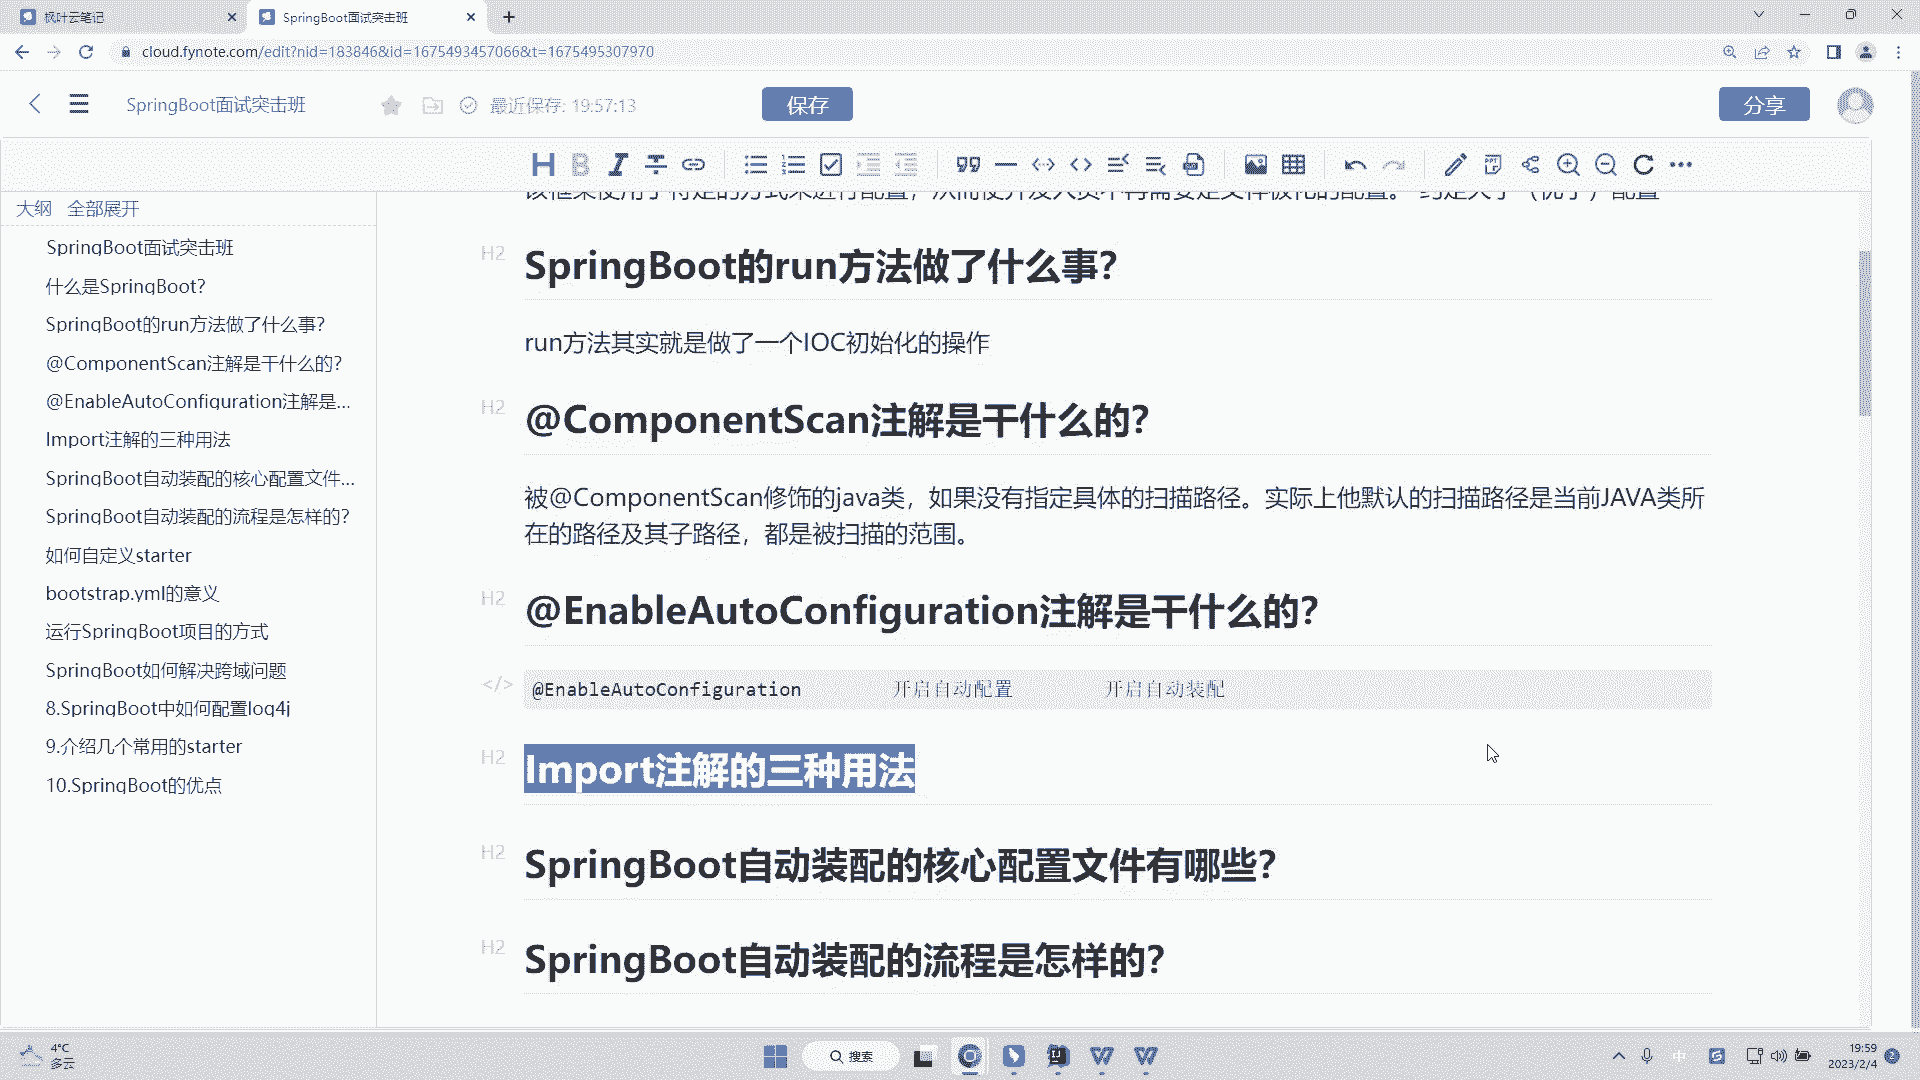 枫叶云笔记
SpringBoot面试突击班
cloud.fynote.com/edit?nid=183846&id=1675493457066&t=1675495307970
SpringBoot面试突击班
最近保存: 19:57:13
保存
分享
大纲 全部展开
SpringBoot面试突击班
什么是SpringBoot?
SpringBoot的run方法做了什么事?
@ComponentScan注解是干什么的?
@EnableAutoConfiguration注解是...
Import注解的三种用法
SpringBoot自动装配的核心配置文件...
SpringBoot自动装配的流程是怎样的?
如何自定义starter
bootstrap.yml的意义
运行SpringBoot项目的方式
SpringBoot如何解决跨域问题
8.SpringBoot中如何配置log4j
9.介绍几个常用的starter
10.SpringBoot的优点
H2 SpringBoot的run方法做了什么事?
run方法其实就是做了一个IOC初始化的操作
H2 @ComponentScan注解是干什么的?
被@ComponentScan修饰的java类，如果没有指定具体的扫描路径。实际上他默认的扫描路径是当前JAVA类所
在的路径及其子路径，都是被扫描的范围。
H2 @EnableAutoConfiguration注解是干什么的?
</> @EnableAutoConfiguration 开启自动配置 开启自动装配
H2 Import注解的三种用法
H2 SpringBoot自动装配的核心配置文件有哪些?
H2 SpringBoot自动装配的流程是怎样的?
4°C
多云
搜索
中
19:59
2023/2/4
2